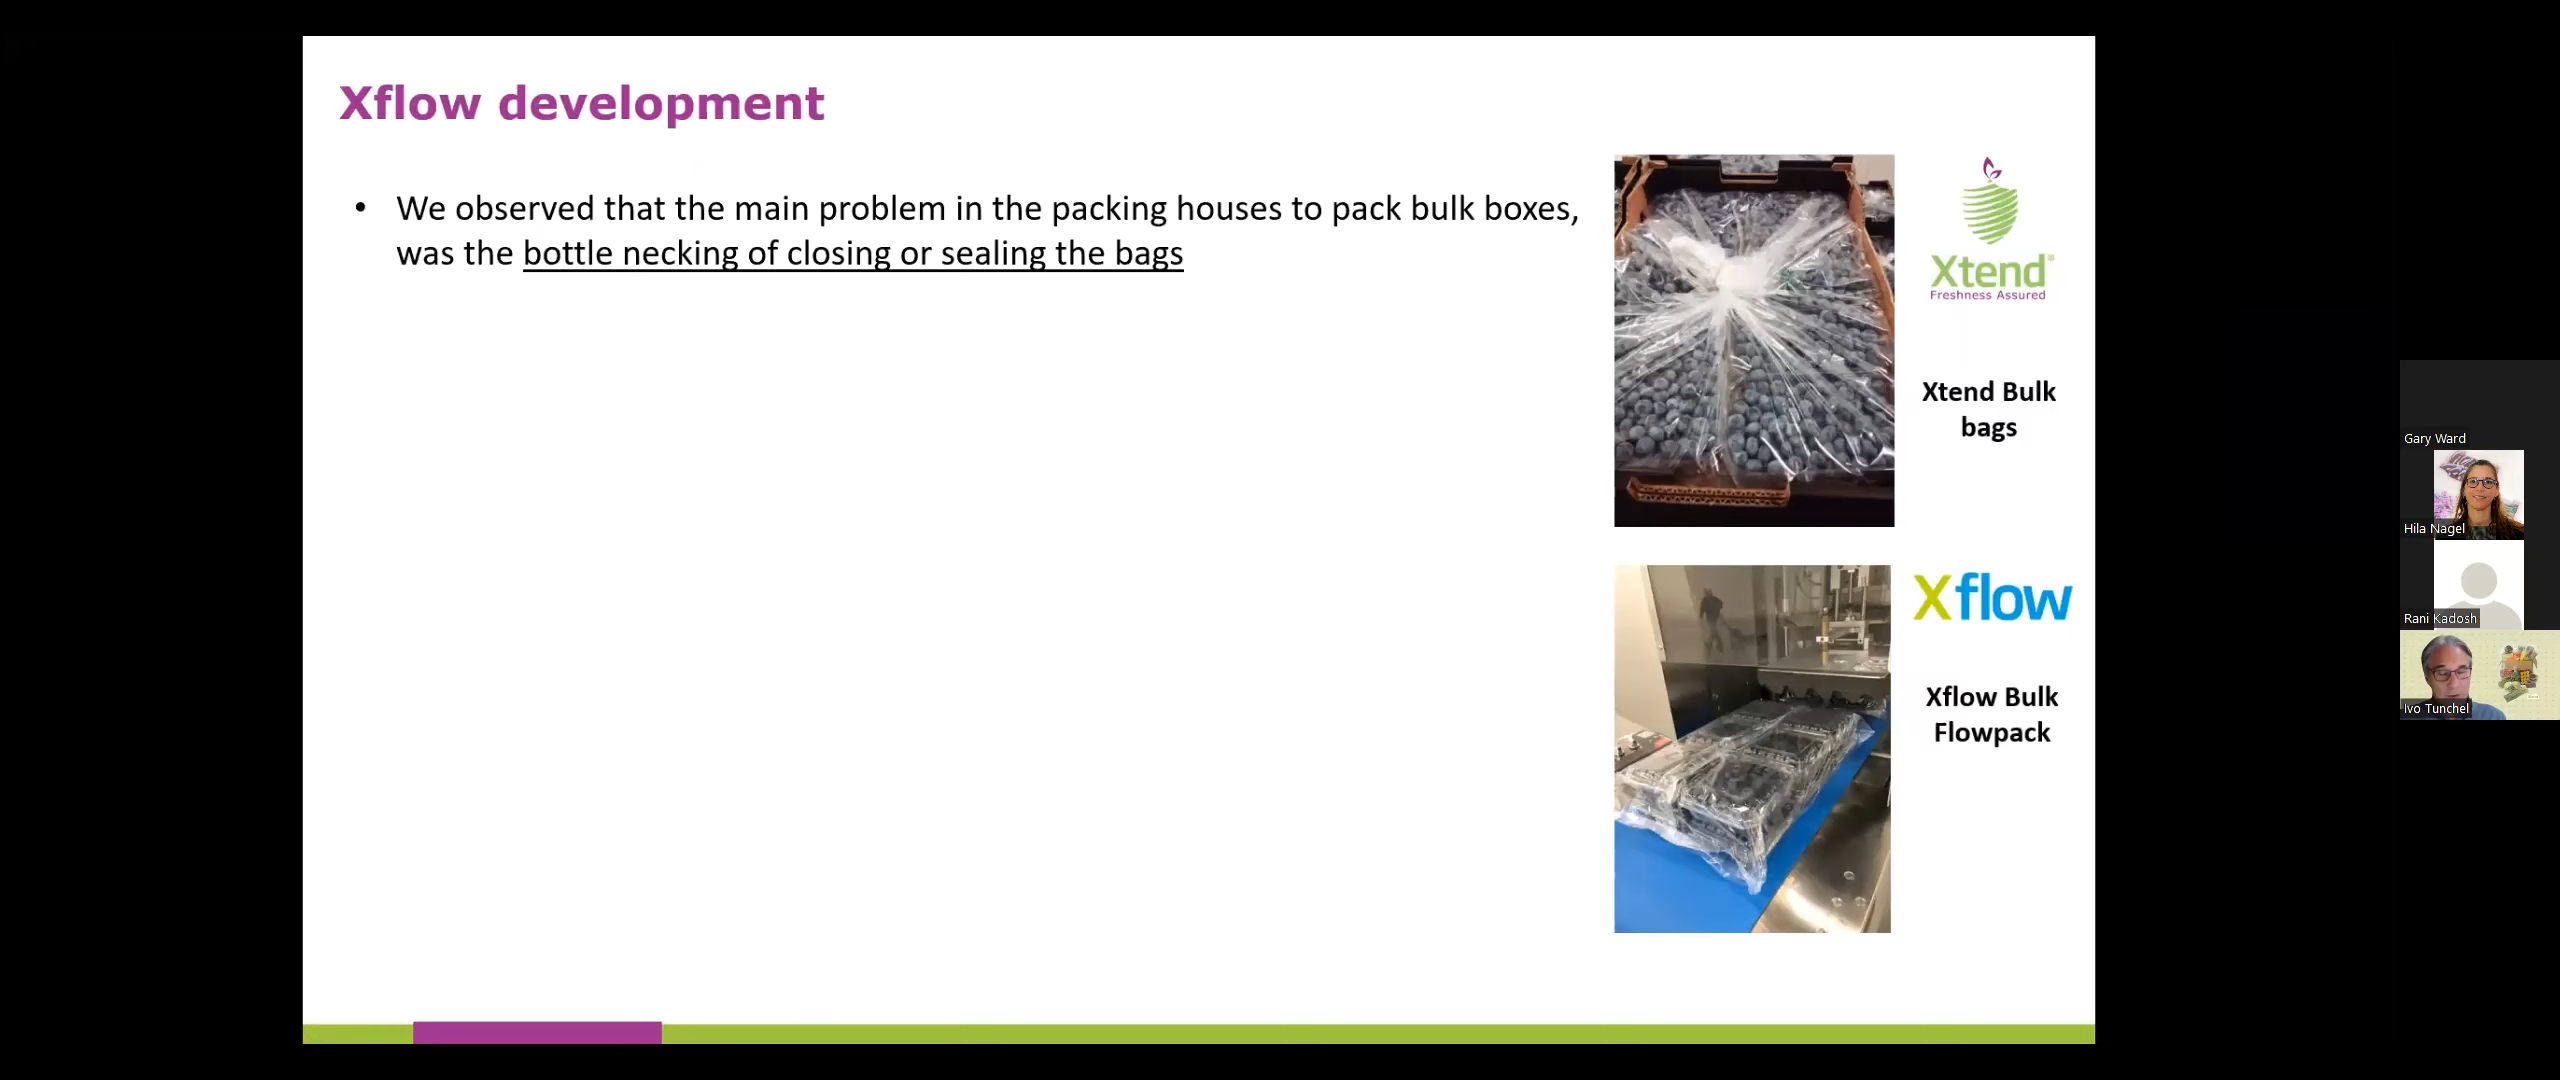 Xflow development
• We observed that the main problem in the packing houses to pack bulk boxes,
was the bottle necking of closing or sealing the bags
Xtend®
Freshness Assured
Xtend Bulk
bags
Xflow
Xflow Bulk
Flowpack
Gary Ward
Hila Nagel
Rani Kadosh
Ivo Tunchel